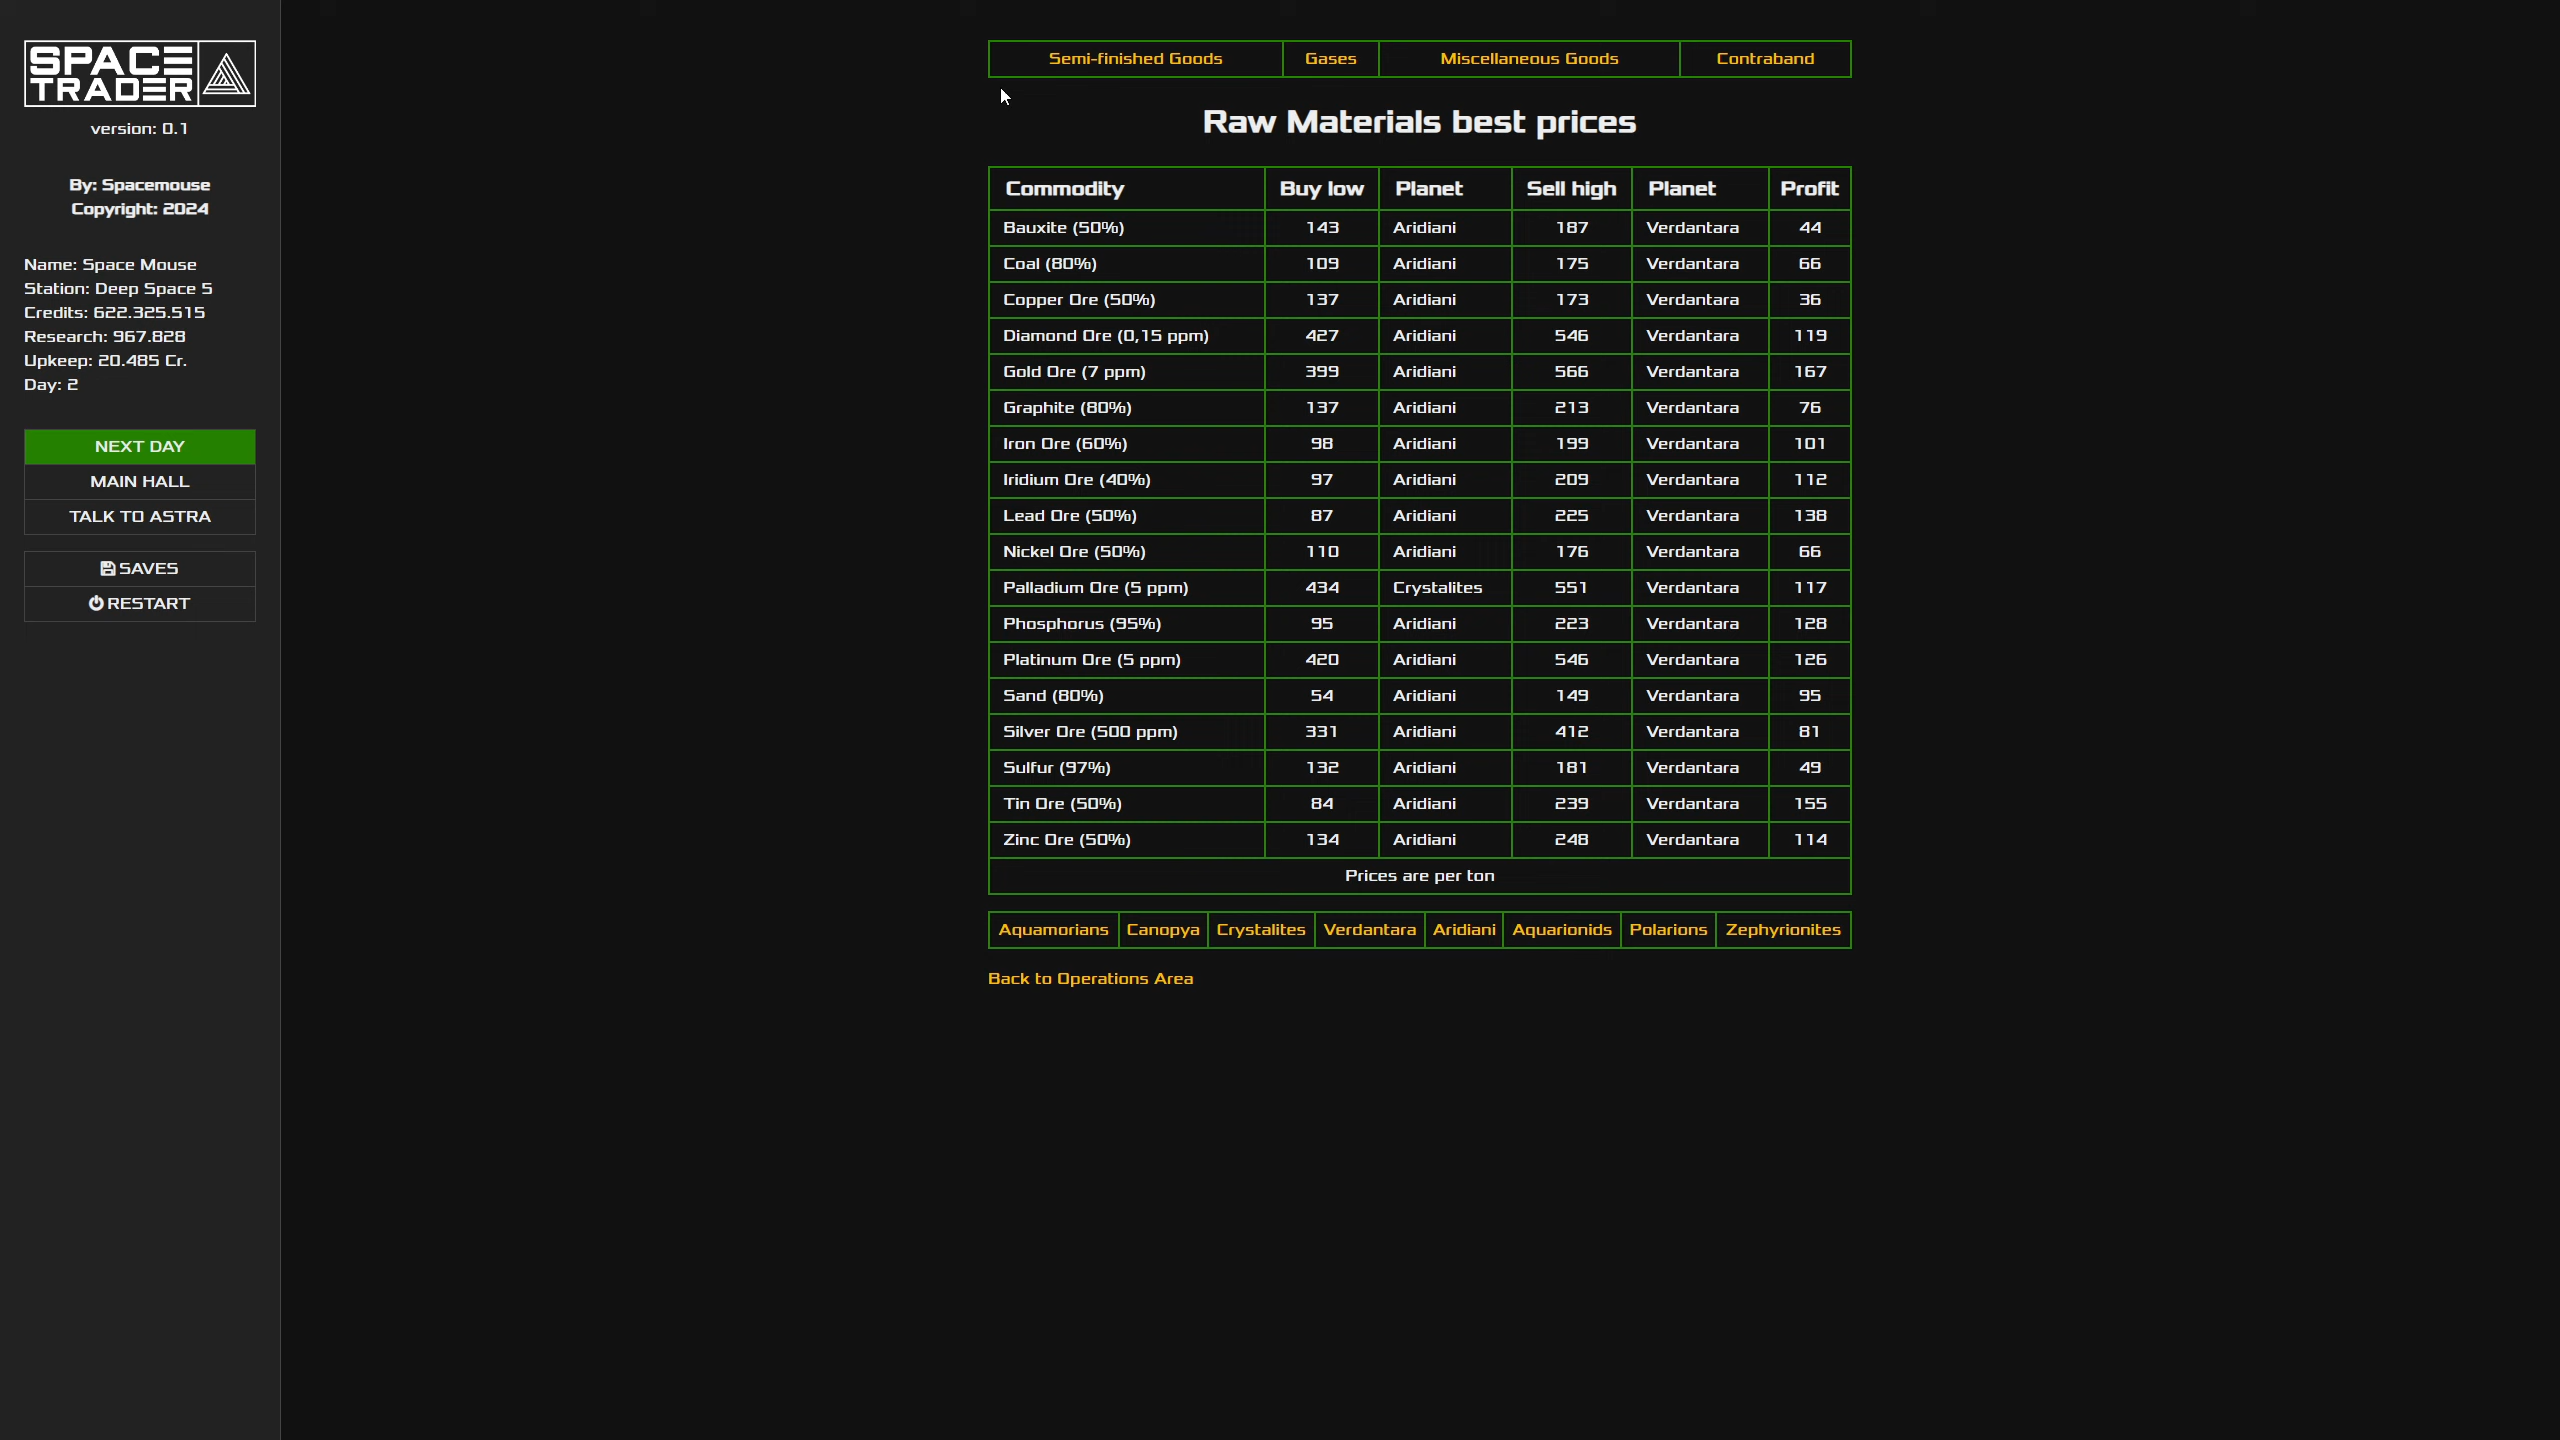 SPACE
TRADER
version: 0.1
By: Spacemouse
Copyright: 2024
Name: Space Mouse
Station: Deep Space 5
Credits: 622.325.515
Research: 967.828
Upkeep: 20.485 Cr.
Day: 2
NEXT DAY
MAIN HALL
TALK TO ASTRA
SAVES
RESTART
Semi-finished Goods Gases Miscellaneous Goods Contraband
Raw Materials best prices
Commodity Buy low Planet Sell high Planet Profit
Bauxite (50%) 143 Aridiani 187 Verdantara 44
Coal (80%) 109 Aridiani 175 Verdantara 66
Copper Ore (50%) 137 Aridiani 173 Verdantara 36
Diamond Ore (0,15 ppm) 427 Aridiani 546 Verdantara 119
Gold Ore (7 ppm) 399 Aridiani 566 Verdantara 167
Graphite (80%) 137 Aridiani 213 Verdantara 76
Iron Ore (60%) 98 Aridiani 199 Verdantara 101
Iridium Ore (40%) 97 Aridiani 209 Verdantara 112
Lead Ore (50%) 87 Aridiani 225 Verdantara 138
Nickel Ore (50%) 110 Aridiani 176 Verdantara 66
Palladium Ore (5 ppm) 434 Crystalites 551 Verdantara 117
Phosphorus (95%) 95 Aridiani 223 Verdantara 128
Platinum Ore (5 ppm) 420 Aridiani 546 Verdantara 126
Sand (80%) 54 Aridiani 149 Verdantara 95
Silver Ore (500 ppm) 331 Aridiani 412 Verdantara 81
Sulfur (97%) 132 Aridiani 181 Verdantara 49
Tin Ore (50%) 84 Aridiani 239 Verdantara 155
Zinc Ore (50%) 134 Aridiani 248 Verdantara 114
Prices are per ton
Aquamorians Canopya Crystalites Verdantara Aridiani Aquarionids Polarions Zephyrionites
Back to Operations Area